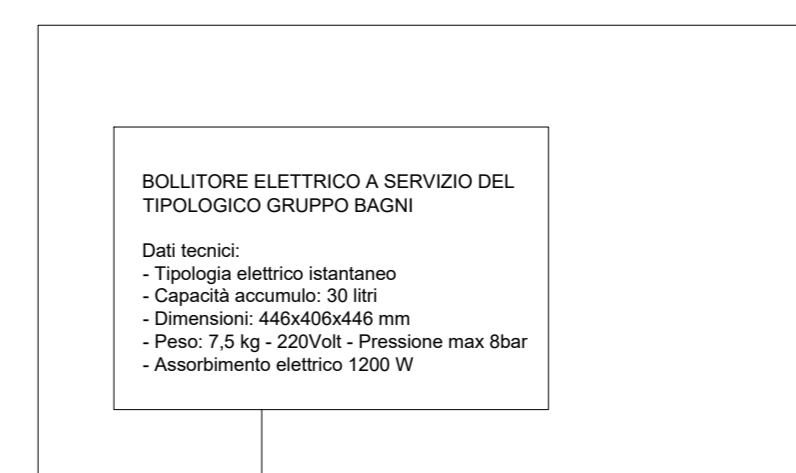 BOLLITORE ELETTRICO A SERVIZIO DEL
TIPOLOGICO GRUPPO BAGNI
Dati tecnici:
- Tipologia elettrico istantaneo
- Capacità accumulo: 30 litri
- Dimensioni: 446x406x446 mm
- Peso: 7,5 kg - 220Volt - Pressione max 8bar
- Assorbimento elettrico 1200 W